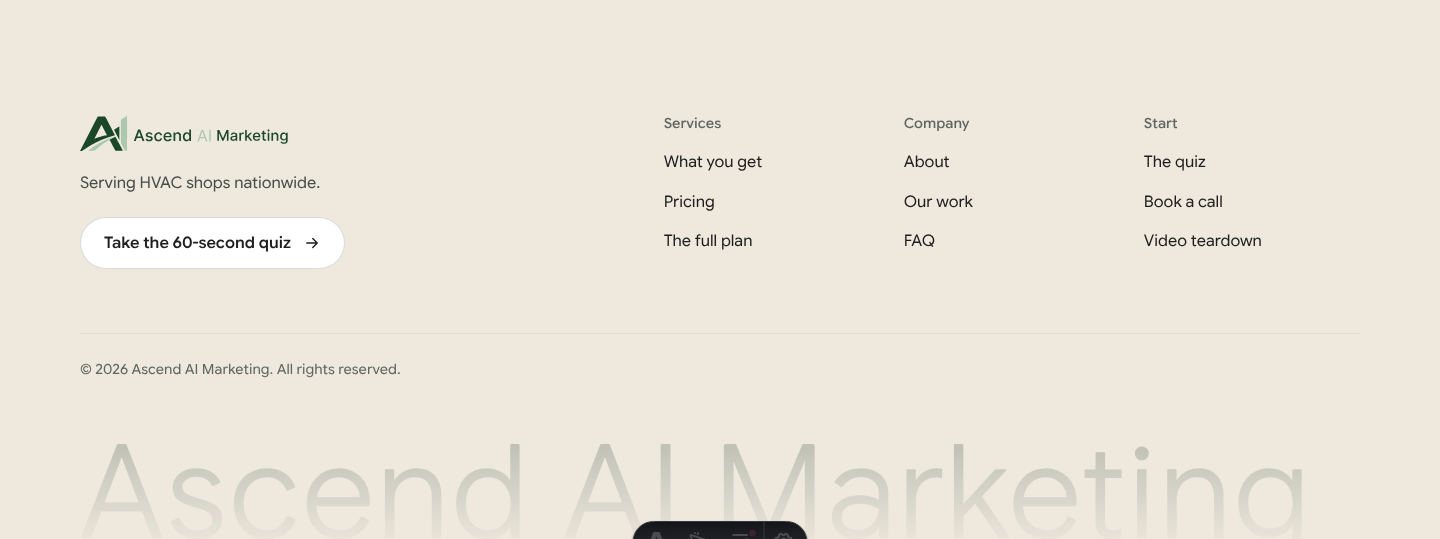 Ascend AI Marketing
Serving HVAC shops nationwide.
Take the 60-second quiz →
Services
What you get
Pricing
The full plan
Company
About
Our work
FAQ
Start
The quiz
Book a call
Video teardown
© 2026 Ascend AI Marketing. All rights reserved.
Ascend AI Marketing